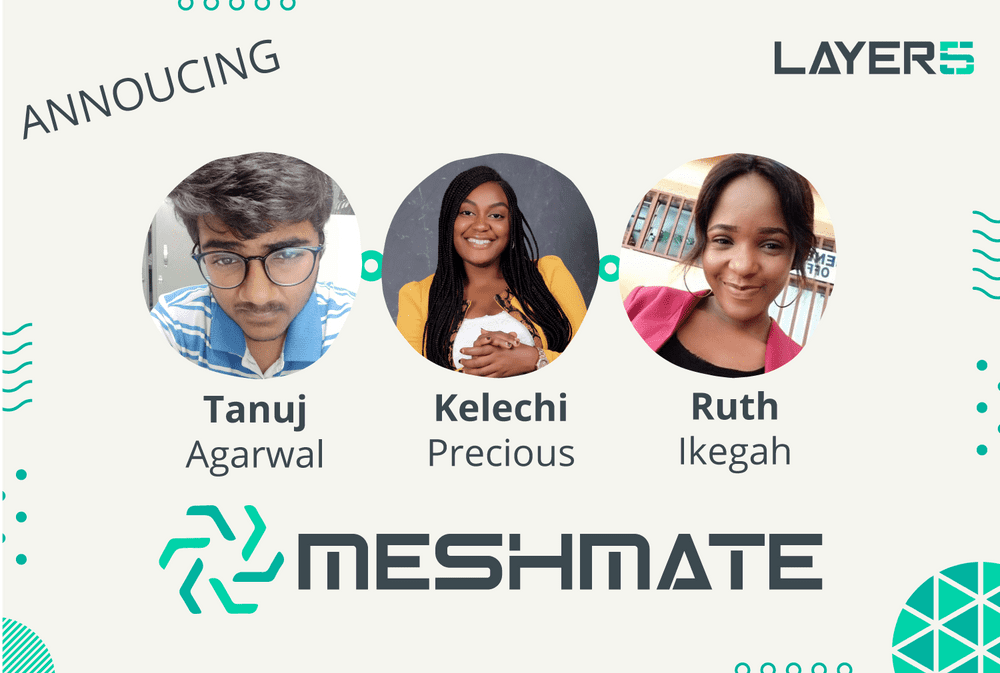 ANNOUCING
LAYER5
Tanuj
Agarwal
Kelechi
Precious
Ruth
Ikegah
MESHMATE